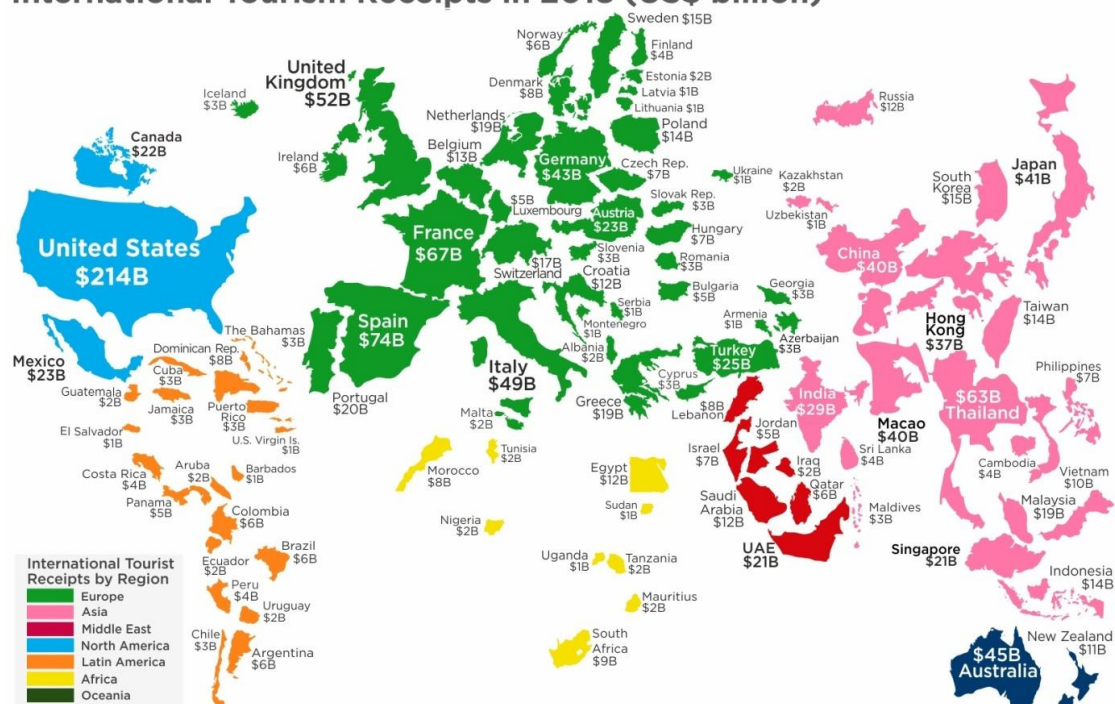 International Tourism Receipts in 2018 (US$ billion)
Sweden $15B
Norway
$6B
Finland
$4B
United
Kingdom
$52B
Denmark
$8B
Estonia $2B
Latvia $1B
Lithuania $1B
Iceland
$3B
Russia
$12B
Netherlands
$19B
Poland
$14B
Canada
$22B
Belgium
$13B
Ireland
$6B
Germany
$43B
Czech Rep.
$7B
Ukraine
$1B
Kazakhstan
$2B
South
Korea
$15B
Japan
$41B
$5B
Luxembourg
Slovak Rep.
$3B
Austria
$23B
Uzbekistan
$1B
United States
$214B
France
$67B
Hungary
$7B
Slovenia
$3B
Romania
$3B
China
$40B
$17B
Switzerland
Croatia
$12B
Bulgaria
$5B
Georgia
$3B
Serbia
$1B
Armenia
$1B
Taiwan
$14B
Spain
$74B
Montenegro
$1B
Azerbaijan
$3B
Hong
Kong
$37B
The Bahamas
$3B
Albania
$2B
Turkey
$25B
Mexico
$23B
Dominican Rep.
$8B
Cuba
$3B
Italy
$49B
Cyprus
$3B
Philippines
$7B
Guatemala
$2B
Jamaica
$3B
Puerto
Rico
$3B
Portugal
$20B
Greece
$19B
$8B
Lebanon
India
$29B
$63B
Thailand
Malta
$2B
Macao
$40B
El Salvador
$1B
U.S. Virgin Is.
$1B
Jordan
$5B
Israel
$7B
Tunisia
$2B
Sri Lanka
$4B
Costa Rica
$4B
Aruba
$2B
Barbados
$1B
Morocco
$8B
Egypt
$12B
Iraq
$2B
Cambodia
$4B
Vietnam
$10B
Panama
$5B
Qatar
$6B
Saudi
Arabia
$12B
Sudan
$1B
Maldives
$3B
Malaysia
$19B
Colombia
$6B
Nigeria
$2B
UAE
$21B
Singapore
$21B
Brazil
$6B
Ecuador
$2B
Uganda
$1B
Tanzania
$2B
Indonesia
$14B
Peru
$4B
Uruguay
$2B
Mauritius
$2B
Chile
$3B
Argentina
$6B
South
Africa
$9B
New Zealand
$11B
$45B
Australia
International Tourist
Receipts by Region
Europe
Asia
Middle East
North America
Latin America
Africa
Oceania